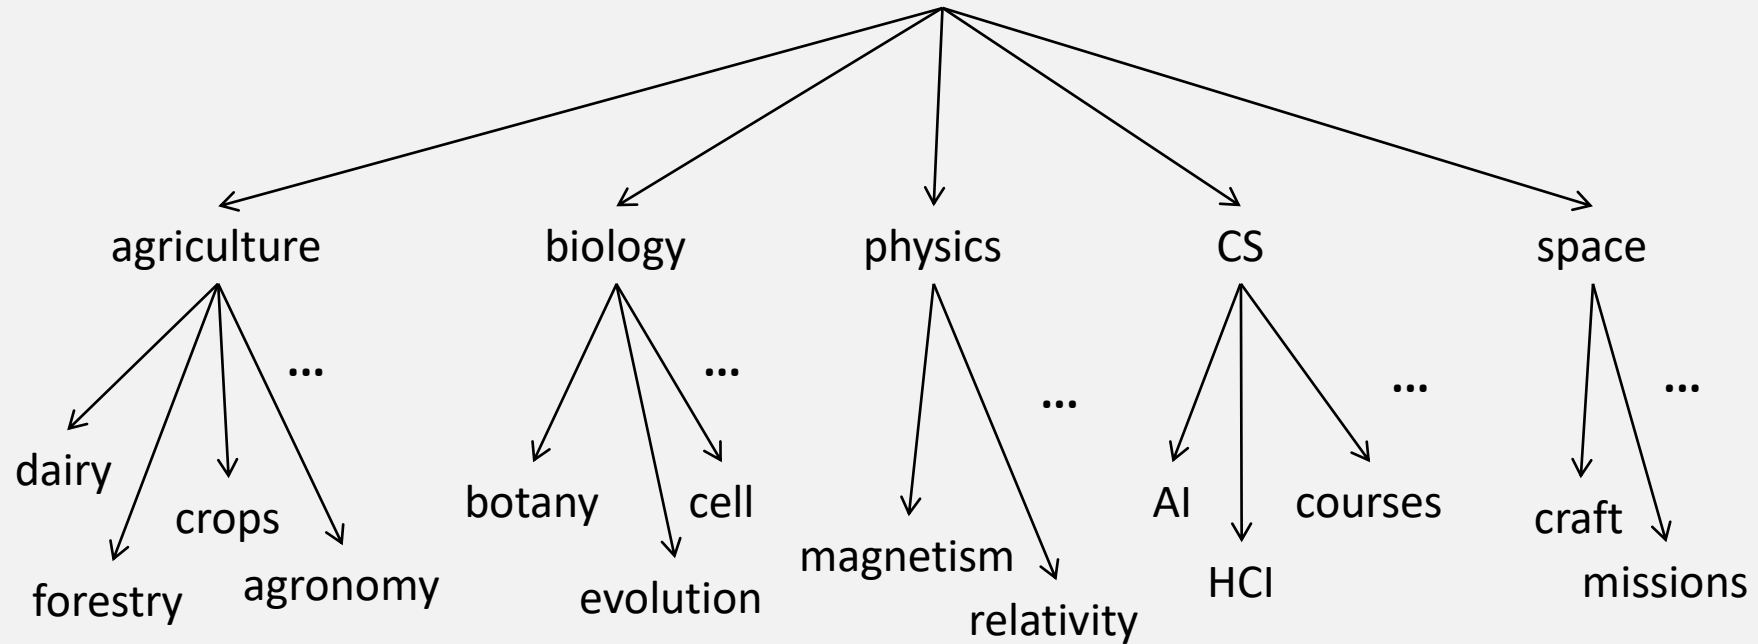 agriculture biology physics CS space
... ... ... ... ...
dairy botany cell AI courses craft
crops magnetism HCI missions
forestry agronomy evolution relativity